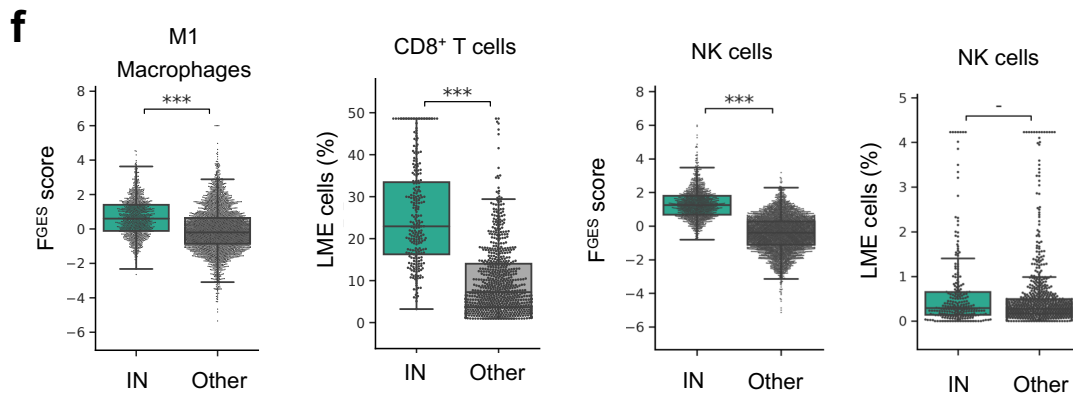 f
M1
Macrophages
***
8
6
4
2
0
−2
−4
−6
FGES score
IN
Other
CD8+ T cells
***
50
40
30
20
10
0
LME cells (%)
IN
Other
NK cells
***
8
6
4
2
0
−2
−4
−6
FGES score
IN
Other
NK cells
-
5
4
3
2
1
0
LME cells (%)
IN
Other